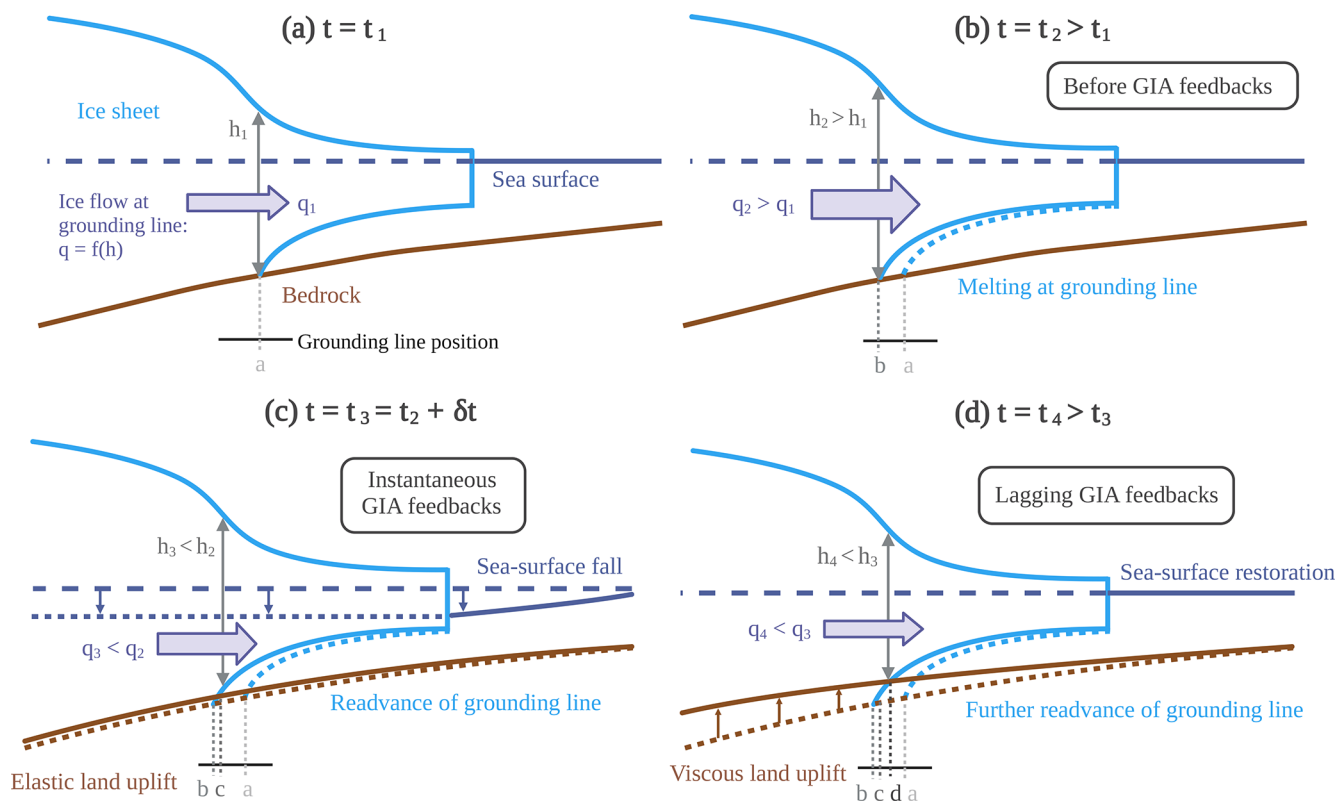 (a) t = t₁
Ice sheet
h₁
Sea surface
Ice flow at
grounding line:
q = f(h)
q₁
Bedrock
Grounding line position
a
(b) t = t₂ > t₁
Before GIA feedbacks
h₂ > h₁
q₂ > q₁
Melting at grounding line
b a
(c) t = t₃ = t₂ + δt
Instantaneous
GIA feedbacks
h₃ < h₂
Sea-surface fall
q₃ < q₂
Readvance of grounding line
Elastic land uplift
b c a
(d) t = t₄ > t₃
Lagging GIA feedbacks
h₄ < h₃
Sea-surface restoration
q₄ < q₃
Further readvance of grounding line
Viscous land uplift
b c d a